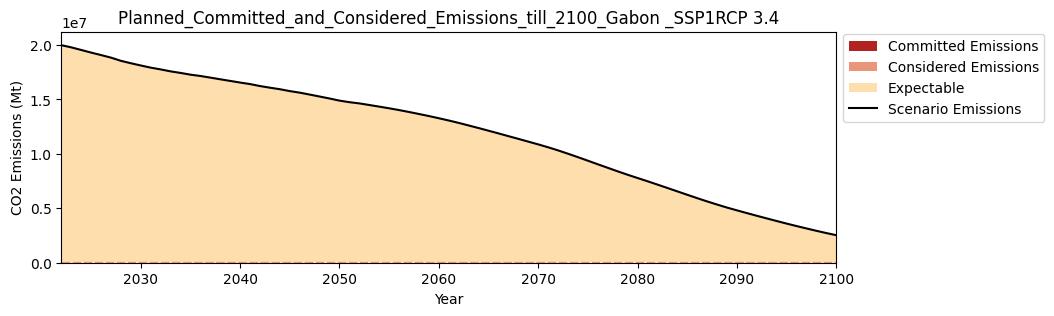 Planned_Committed_and_Considered_Emissions_till_2100_Gabon _SSP1RCP 3.4
1e7
2.0
1.5
1.0
0.5
0.0
CO2 Emissions (Mt)
2030 2040 2050 2060 2070 2080 2090 2100
Year
Committed Emissions
Considered Emissions
Expectable
Scenario Emissions